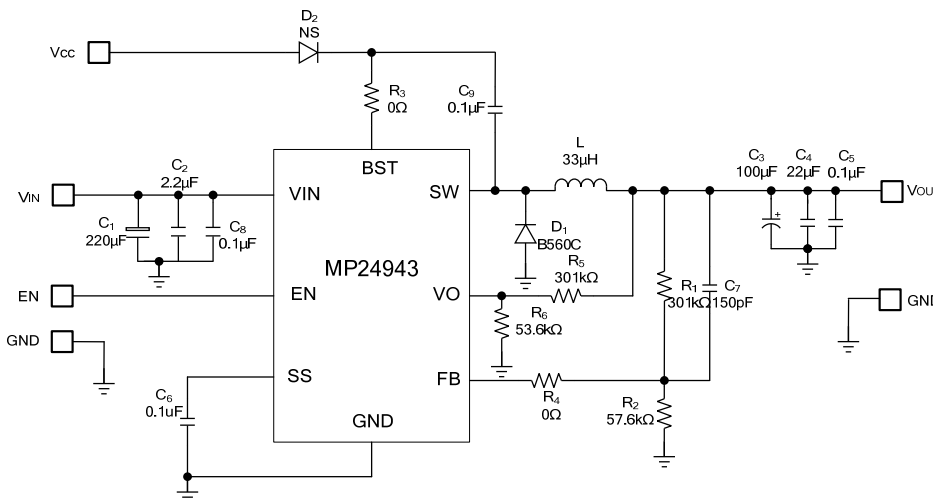 D2
NS
Vcc
R3
0Ω
C9
0.1µF
L
33µH
C3
100µF
C4
22µF
C5
0.1µF
BST
C2
2.2µF
VIN
VIN
SW
VOU
C1
220µF
C8
0.1µF
+
D1
B560C
MP24943
R5
301kΩ
EN
EN
VO
R1
301kΩ
C7
150pF
GND
R6
53.6kΩ
GND
SS
FB
C6
0.1uF
R4
0Ω
R2
57.6kΩ
GND